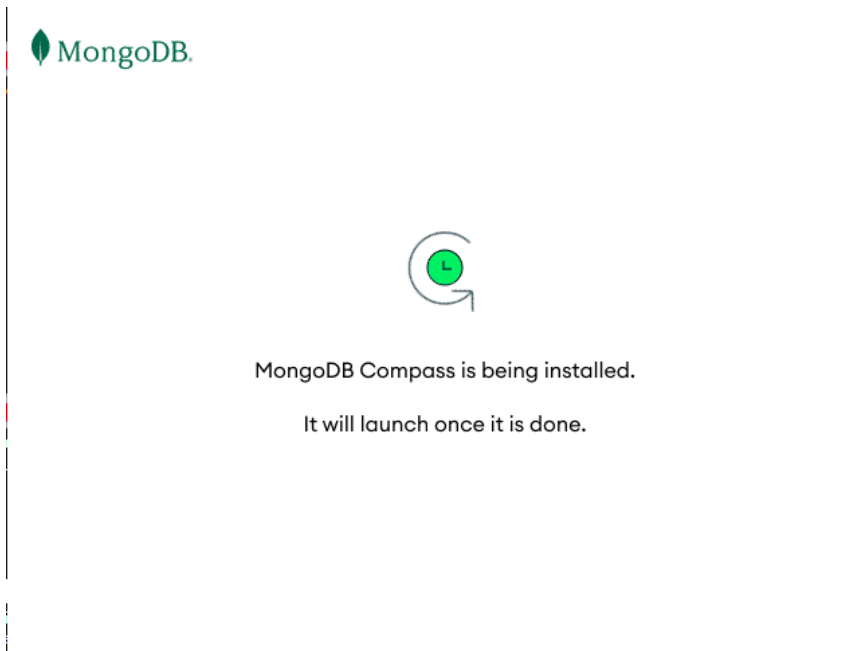 MongoDB.
MongoDB Compass is being installed.
It will launch once it is done.